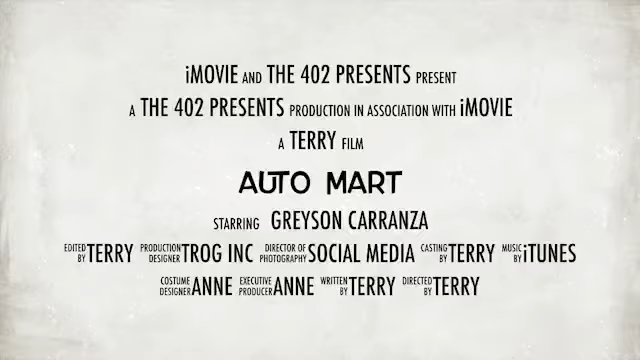 iMOVIE AND THE 402 PRESENTS PRESENT
A THE 402 PRESENTS PRODUCTION IN ASSOCIATION WITH iMOVIE
A TERRY FILM
AUTO MART
STARRING GREYSON CARRANZA
EDITED BY TERRY PRODUCTION DESIGNER TROG INC DIRECTOR OF PHOTOGRAPHY SOCIAL MEDIA CASTING BY TERRY MUSIC BY iTUNES
COSTUME DESIGNER ANNE EXECUTIVE PRODUCER ANNE WRITTEN BY TERRY DIRECTED BY TERRY